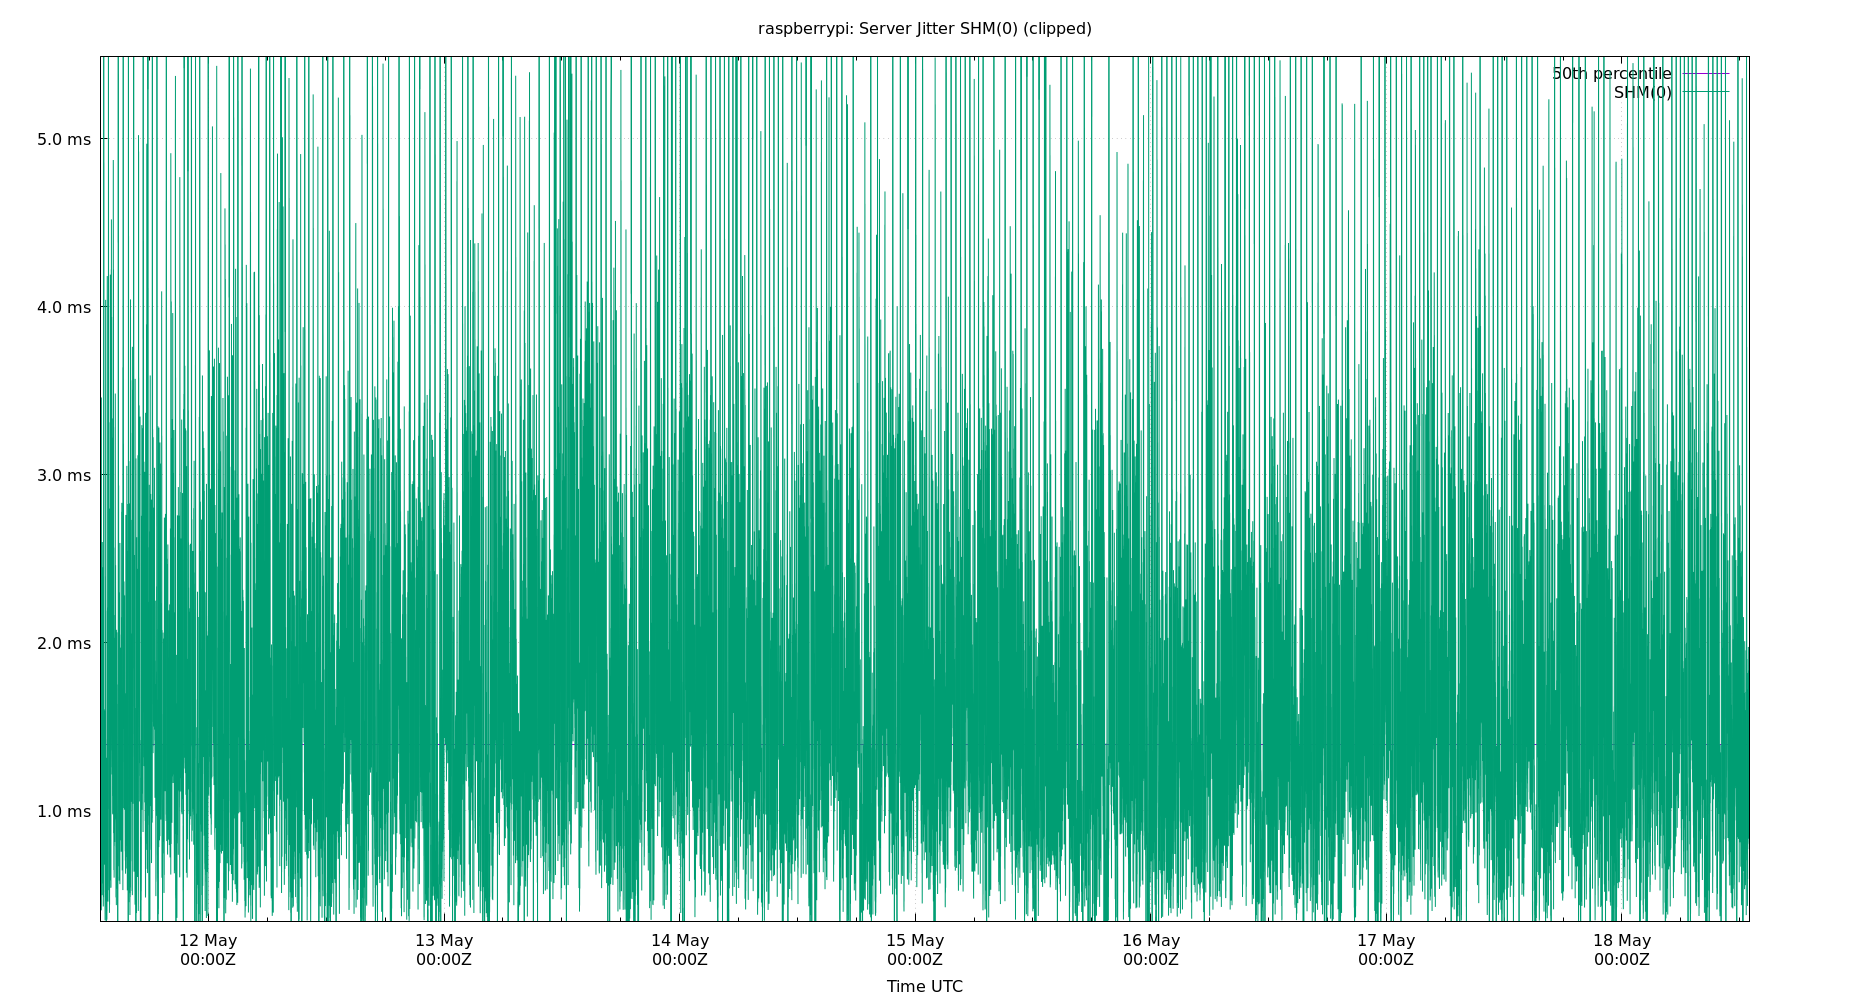 raspberrypi: Server Jitter SHM(0) (clipped)
50th percentile
SHM(0)
5.0 ms
4.0 ms
3.0 ms
2.0 ms
1.0 ms
12 May
00:00Z
13 May
00:00Z
14 May
00:00Z
15 May
00:00Z
16 May
00:00Z
17 May
00:00Z
18 May
00:00Z
Time UTC